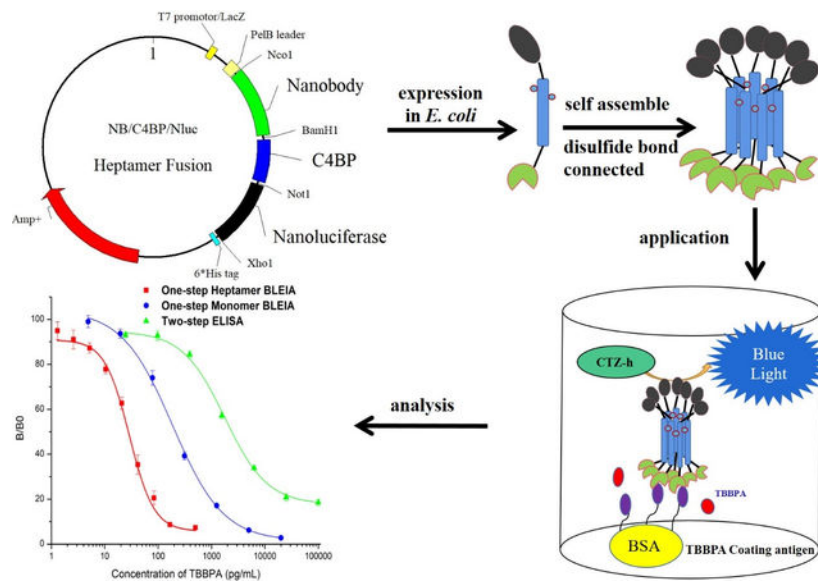 T7 promotor/LacZ
PelB leader
Nco1
1
Nanobody
NB/C4BP/Nluc
Heptamer Fusion
BamH1
C4BP
Not1
Amp+
Nanoluciferase
Xho1
6*His tag
expression
in E. coli
self assemble
disulfide bond
connected
application
One-step Heptamer BLEIA
One-step Monomer BLEIA
Two-step ELISA
B/B0
100
80
60
40
20
0
1
10
100
1000
10000
100000
Concentration of TBBPA (pg/mL)
analysis
CTZ-h
Blue
Light
TBBPA
BSA
TBBPA Coating antigen